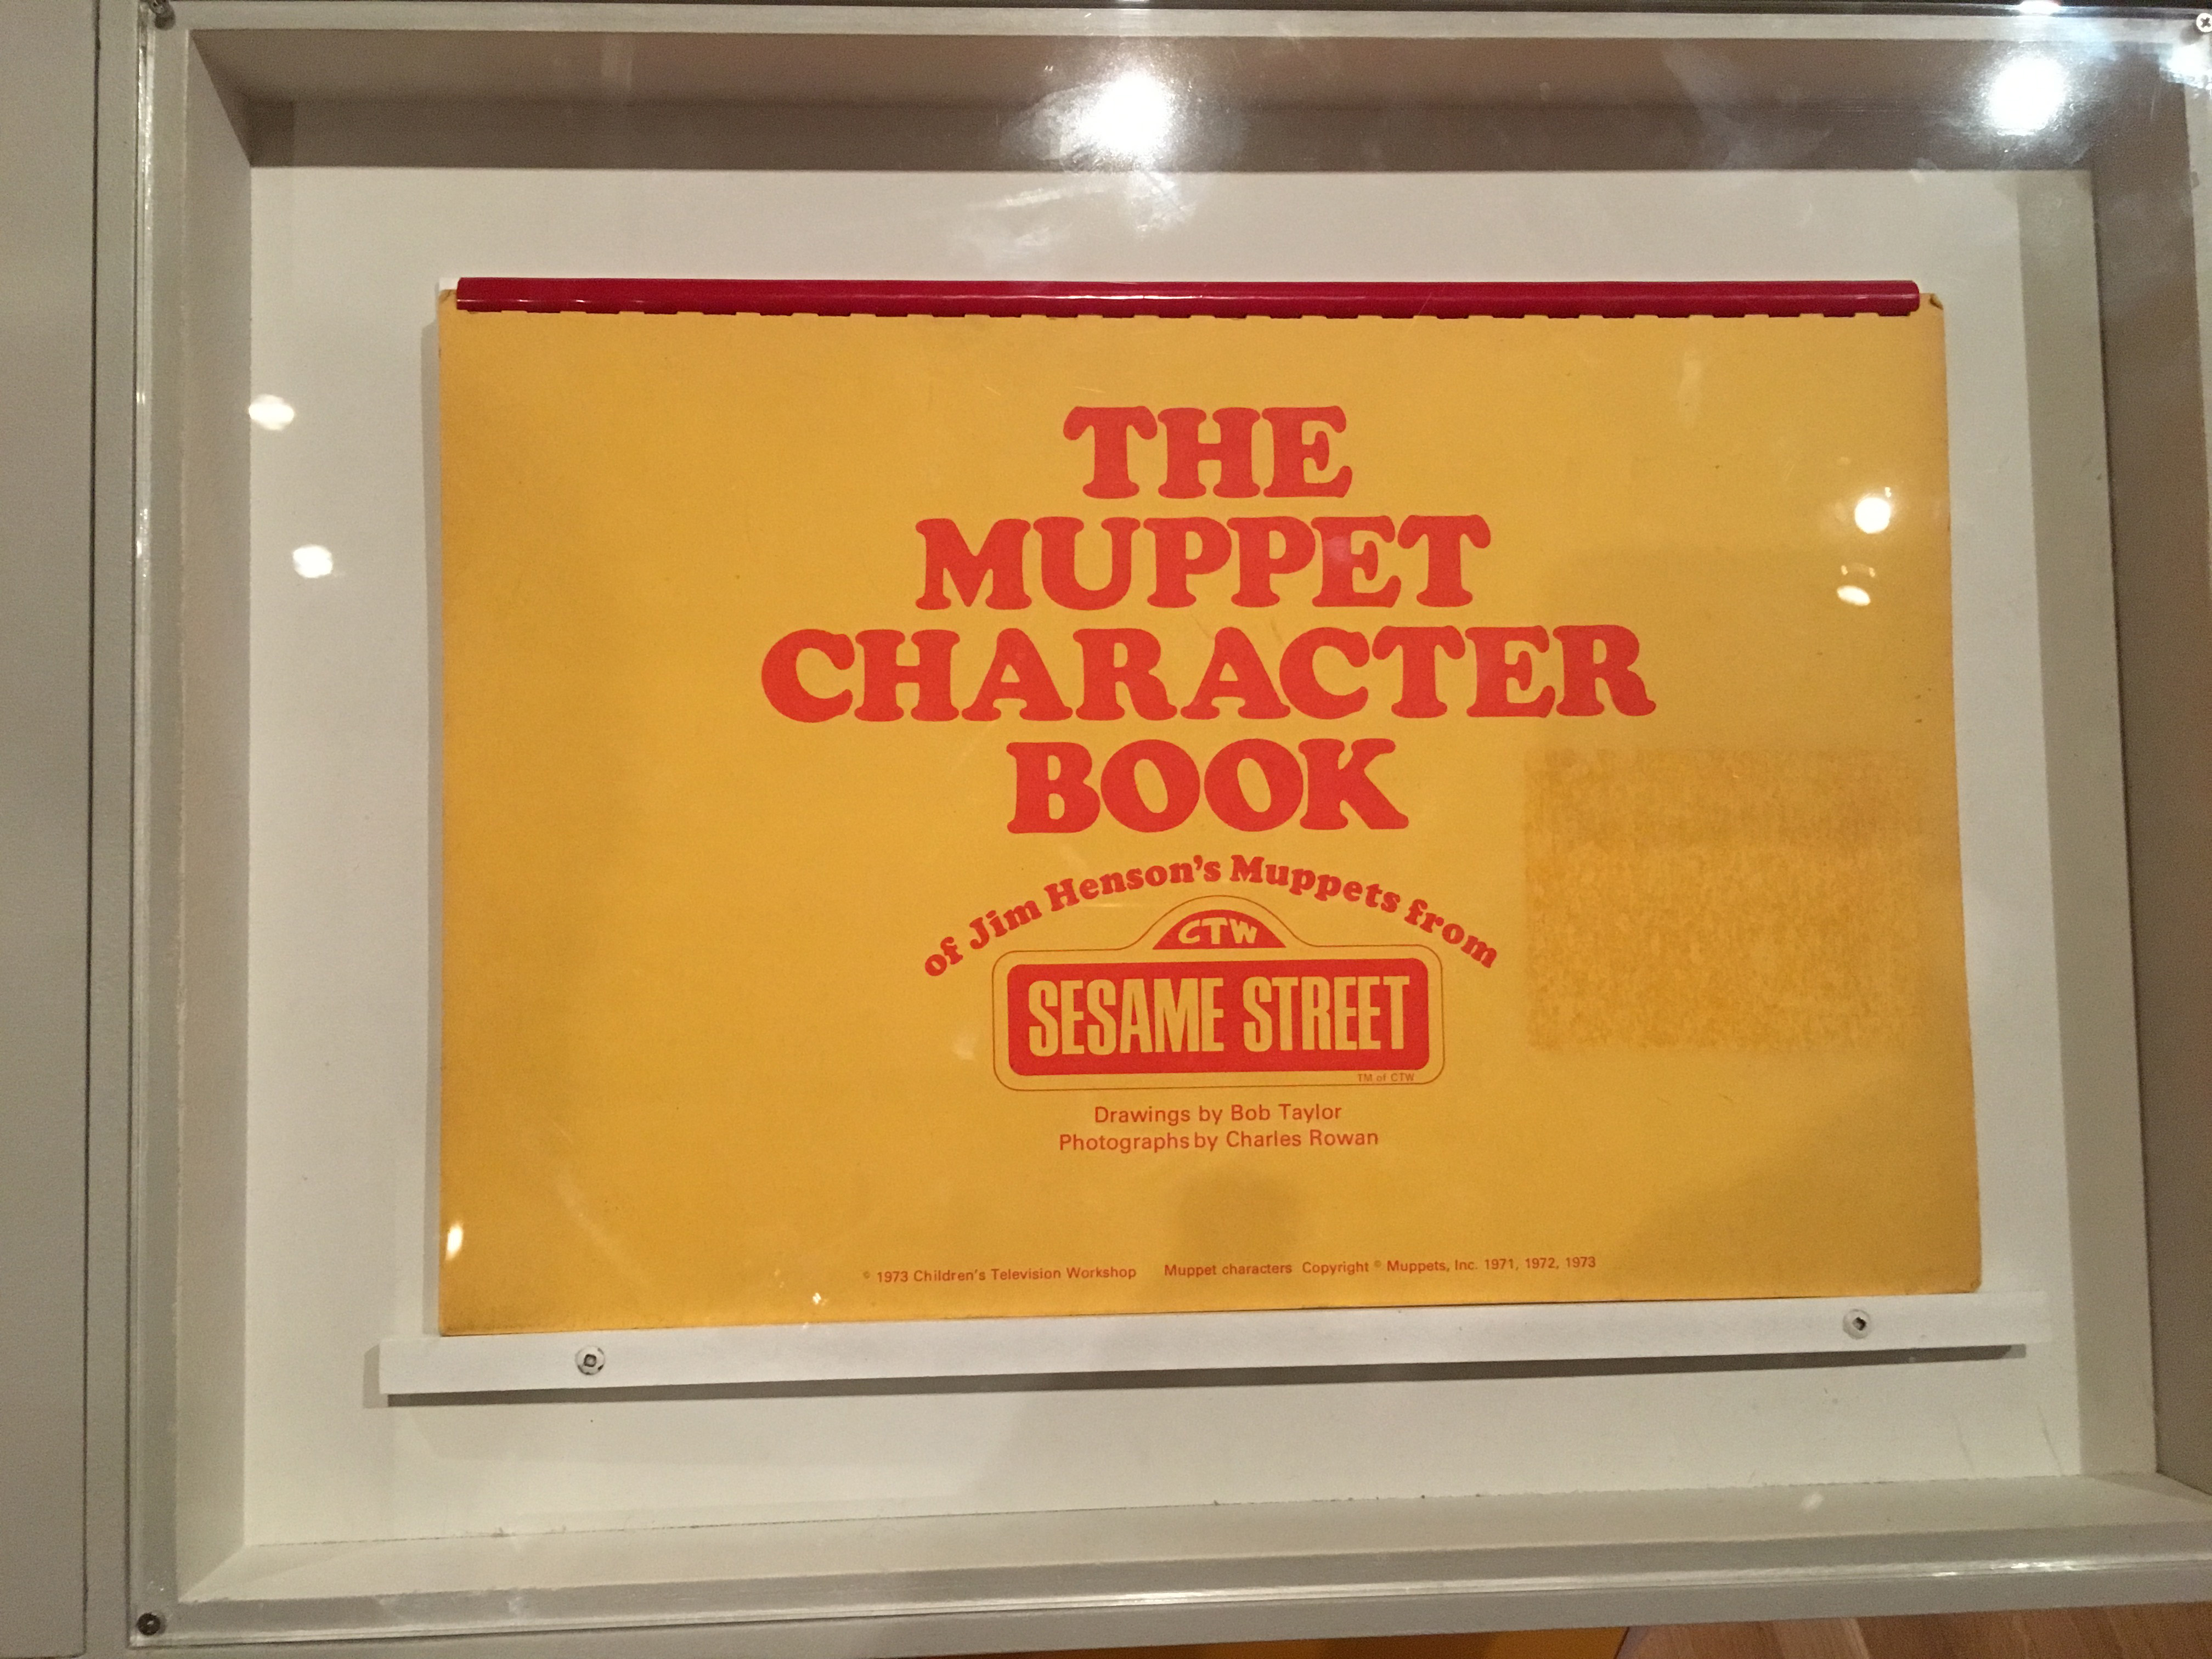 THE
MUPPET
CHARACTER
BOOK
of Jim Henson's Muppets from
CTW
SESAME STREET
TM of CTW
Drawings by Bob Taylor
Photographs by Charles Rowan
© 1973 Children's Television Workshop Muppet characters Copyright © Muppets, Inc. 1971, 1972, 1973